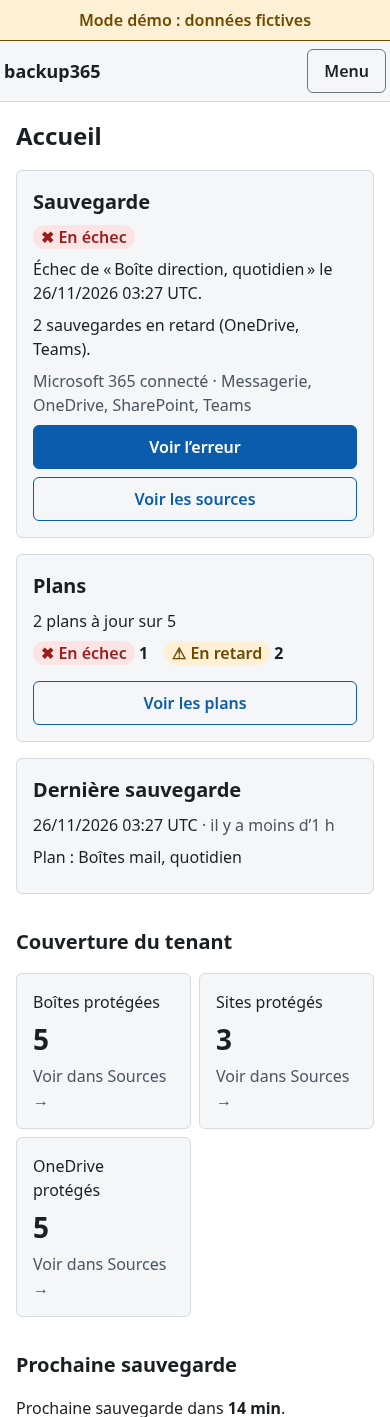 Mode démo : données fictives
backup365
Menu
Accueil
Sauvegarde
✖ En échec
Échec de « Boîte direction, quotidien » le
26/11/2026 03:27 UTC.
2 sauvegardes en retard (OneDrive,
Teams).
Microsoft 365 connecté · Messagerie,
OneDrive, SharePoint, Teams
Voir l’erreur
Voir les sources
Plans
2 plans à jour sur 5
✖ En échec 1 ⚠ En retard 2
Voir les plans
Dernière sauvegarde
26/11/2026 03:27 UTC · il y a moins d’1 h
Plan : Boîtes mail, quotidien
Couverture du tenant
Boîtes protégées
5
Voir dans Sources
→
Sites protégés
3
Voir dans Sources
→
OneDrive
protégés
5
Voir dans Sources
→
Prochaine sauvegarde
Prochaine sauvegarde dans 14 min.